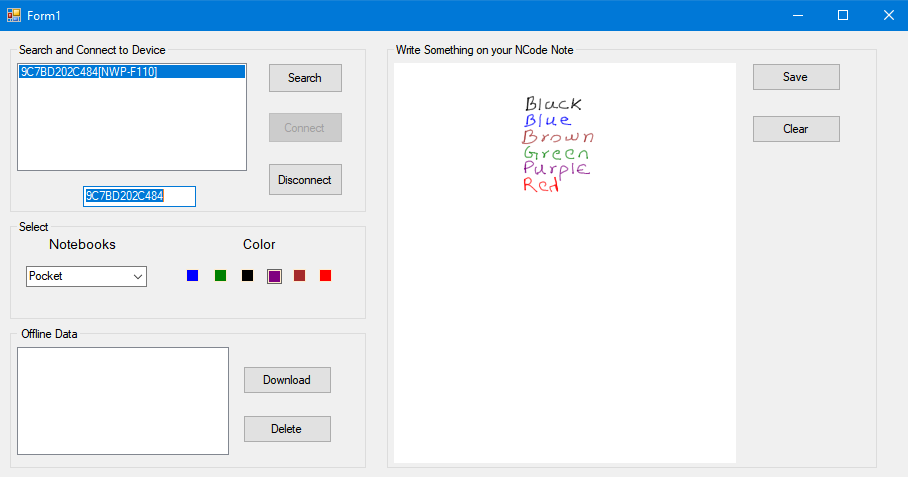 Form1
Search and Connect to Device
9C7BD202C484[NWP-F110]
Search
Connect
Disconnect
9C7BD202C484
Select
Notebooks
Color
Pocket
Offline Data
Download
Delete
Write Something on your NCode Note
Black
Blue
Brown
Green
Purple
Red
Save
Clear